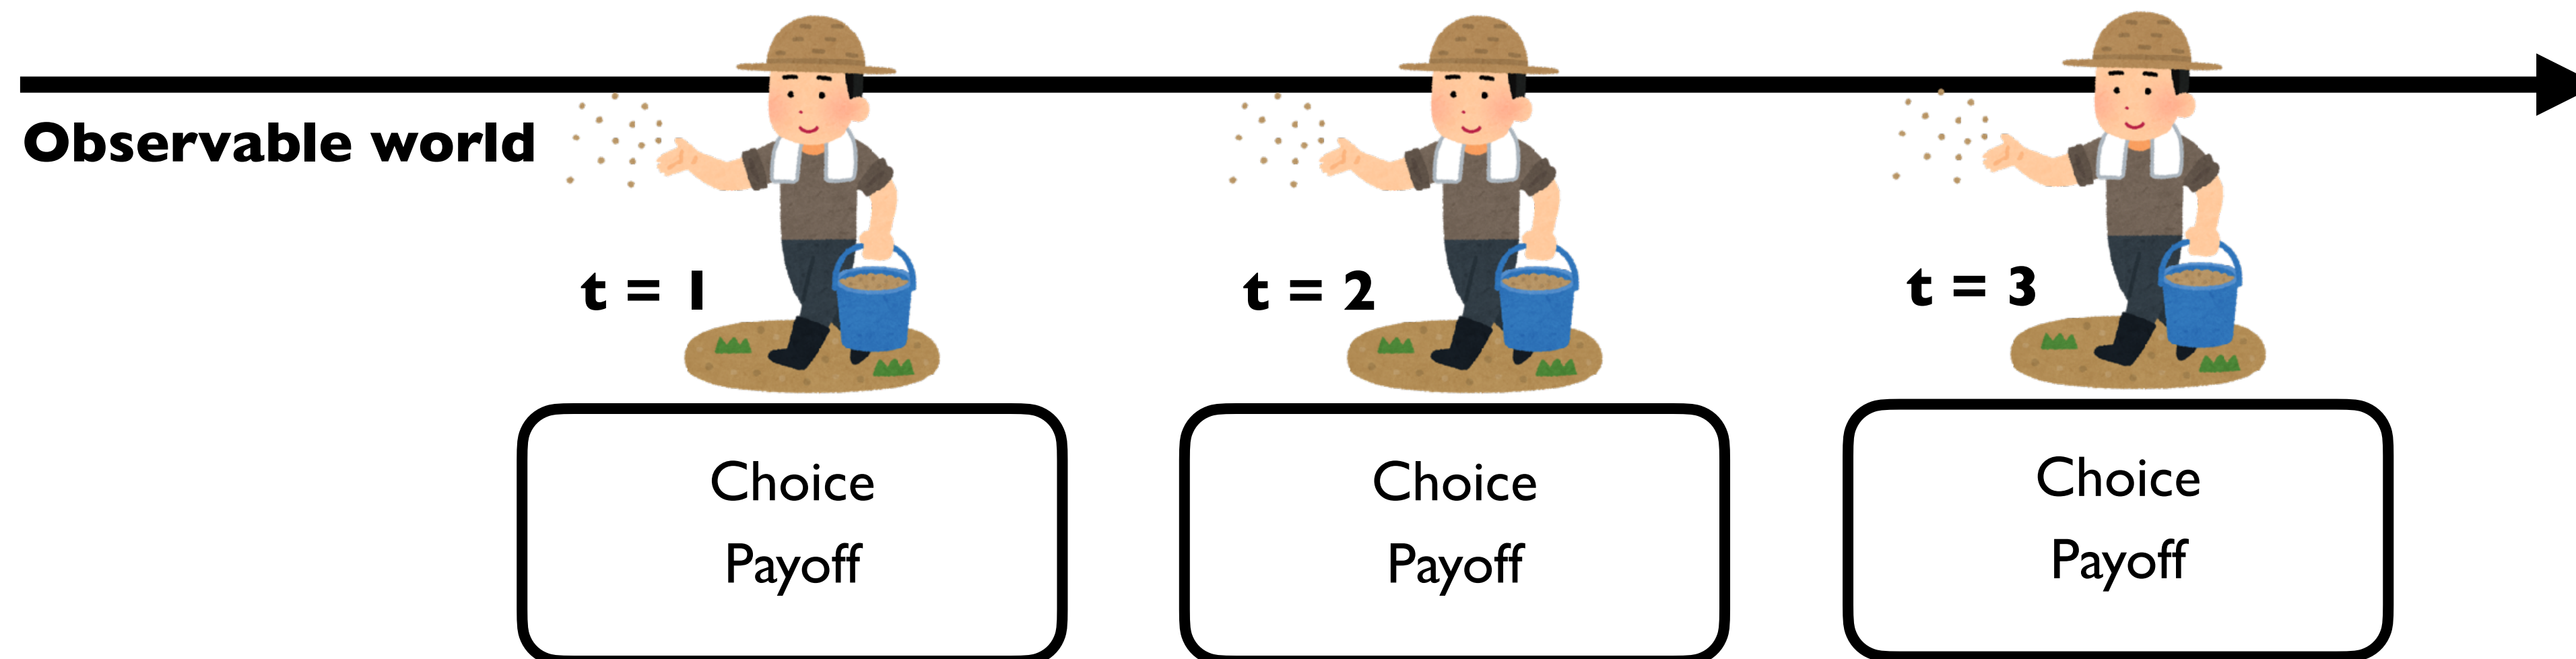 Observable world
t = 1
t = 2
t = 3
Choice
Payoff
Choice
Payoff
Choice
Payoff